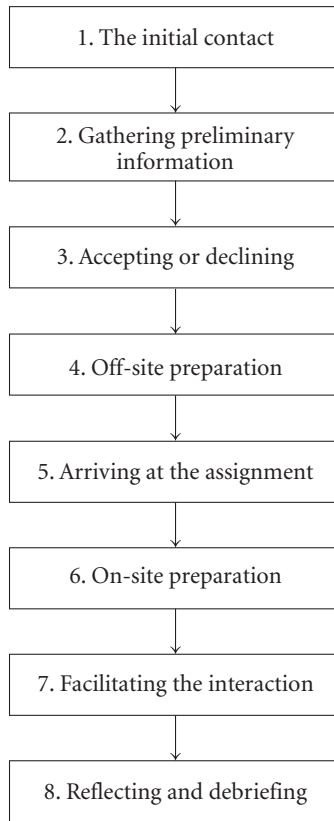 1. The initial contact
2. Gathering preliminary
information
3. Accepting or declining
4. Off-site preparation
5. Arriving at the assignment
6. On-site preparation
7. Facilitating the interaction
8. Reflecting and debriefing